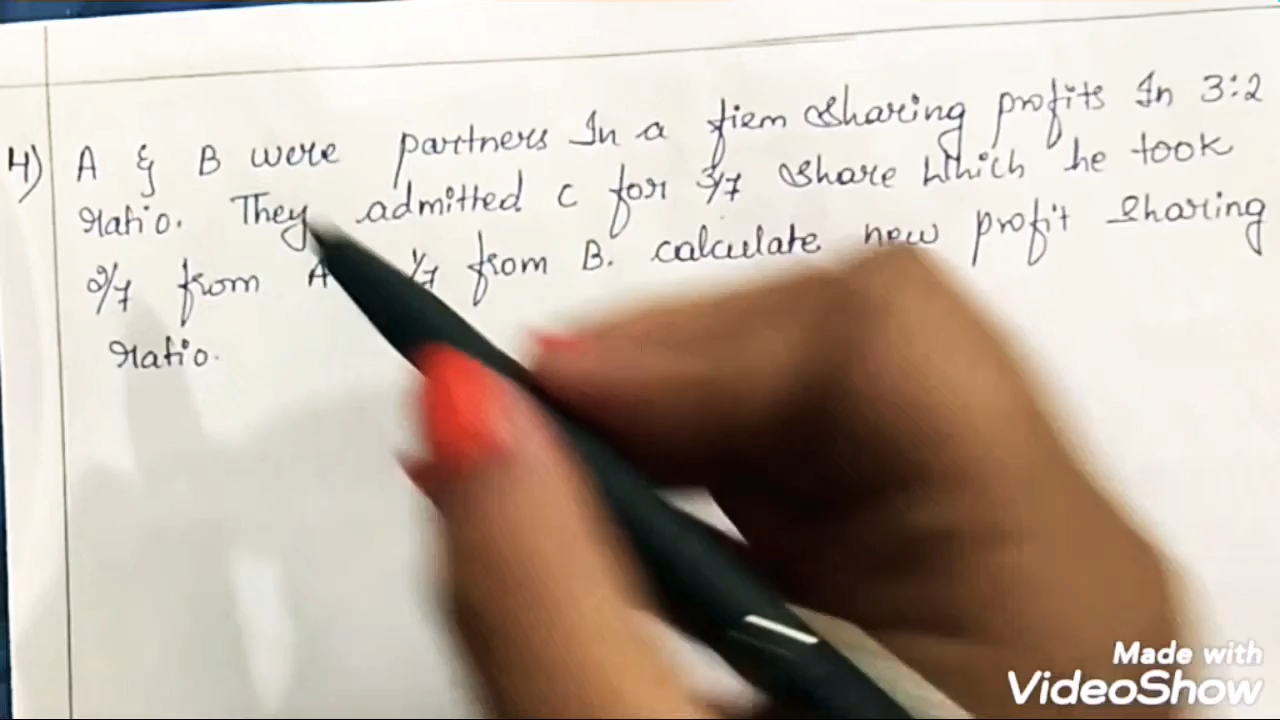 4) A & B were partners In a firm sharing profits In 3:2
ratio. They admitted C for 3/7 share which he took
2/7 from A 1/7 from B. calculate new profit sharing
ratio.
Made with
VideoShow